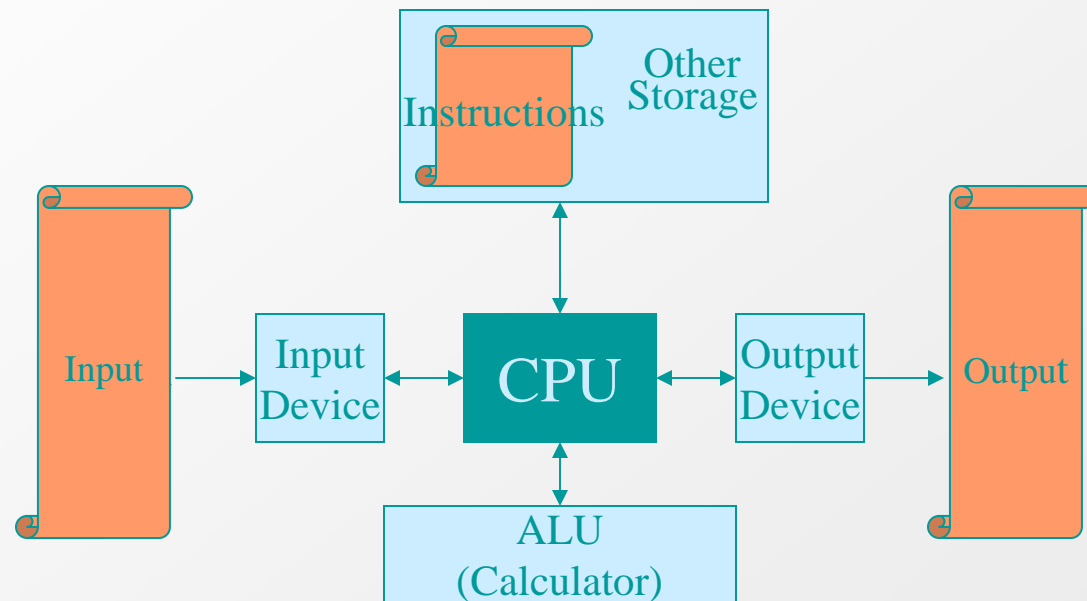 Instructions
Other
Storage
Input
Input
Device
CPU
Output
Device
Output
ALU
(Calculator)